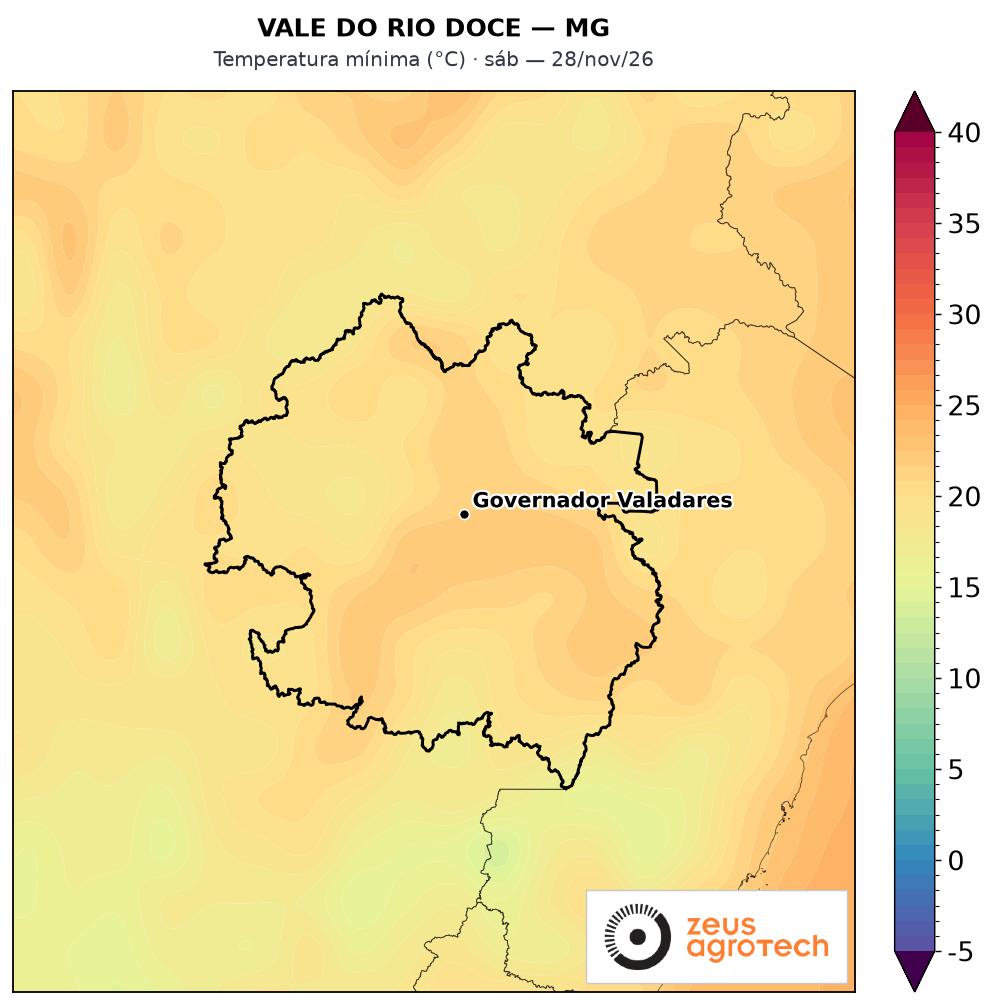 VALE DO RIO DOCE — MG
Temperatura mínima (°C) · sáb — 28/nov/26
40
35
30
25
20
15
10
5
0
-5
Governador Valadares
zeus
agrotech